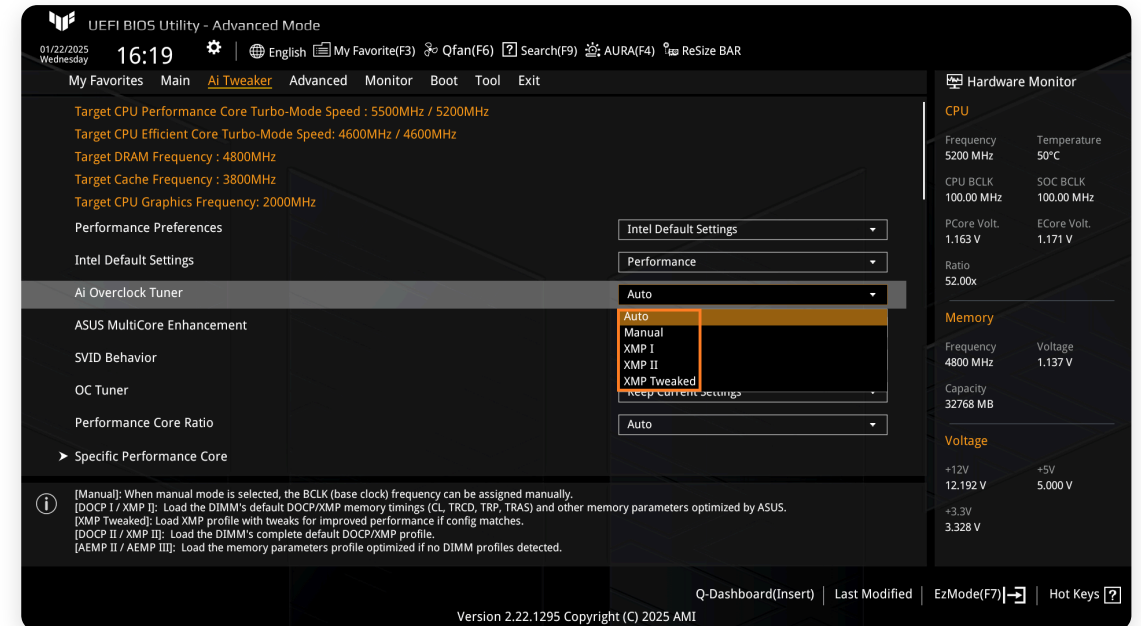 UEFI BIOS Utility - Advanced Mode
01/22/2025
Wednesday
16:19
English My Favorite(F3) Qfan(F6) ? Search(F9) AURA(F4) ReSize BAR
My Favorites Main Ai Tweaker Advanced Monitor Boot Tool Exit
Target CPU Performance Core Turbo-Mode Speed : 5500MHz / 5200MHz
Target CPU Efficient Core Turbo-Mode Speed: 4600MHz / 4600MHz
Target DRAM Frequency : 4800MHz
Target Cache Frequency : 3800MHz
Target CPU Graphics Frequency: 2000MHz
Performance Preferences Intel Default Settings
Intel Default Settings Performance
Ai Overclock Tuner Auto
Auto
Manual
XMP I
XMP II
XMP Tweaked
ASUS MultiCore Enhancement
SVID Behavior
OC Tuner Keep Current Settings
Performance Core Ratio Auto
Specific Performance Core
[Manual]: When manual mode is selected, the BCLK (base clock) frequency can be assigned manually.
[DOCP I / XMP I]: Load the DIMM's default DOCP/XMP memory timings (CL, TRCD, TRP, TRAS) and other memory parameters optimized by ASUS.
[XMP Tweaked]: Load XMP profile with tweaks for improved performance if config matches.
[DOCP II / XMP II]: Load the DIMM's complete default DOCP/XMP profile.
[AEMP II / AEMP III]: Load the memory parameters profile optimized if no DIMM profiles detected.
Hardware Monitor
CPU
Frequency Temperature
5200 MHz 50°C
CPU BCLK SOC BCLK
100.00 MHz 100.00 MHz
PCore Volt. ECore Volt.
1.163 V 1.171 V
Ratio
52.00x
Memory
Frequency Voltage
4800 MHz 1.137 V
Capacity
32768 MB
Voltage
+12V +5V
12.192 V 5.000 V
+3.3V
3.328 V
Q-Dashboard(Insert) Last Modified EzMode(F7) Hot Keys ?
Version 2.22.1295 Copyright (C) 2025 AMI